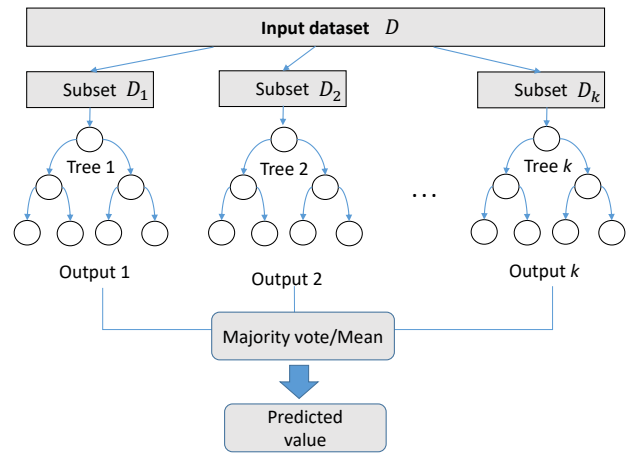 Input dataset D
Subset D1
Subset D2
Subset Dk
Tree 1
Tree 2
Tree k
...
Output 1
Output 2
Output k
Majority vote/Mean
Predicted
value